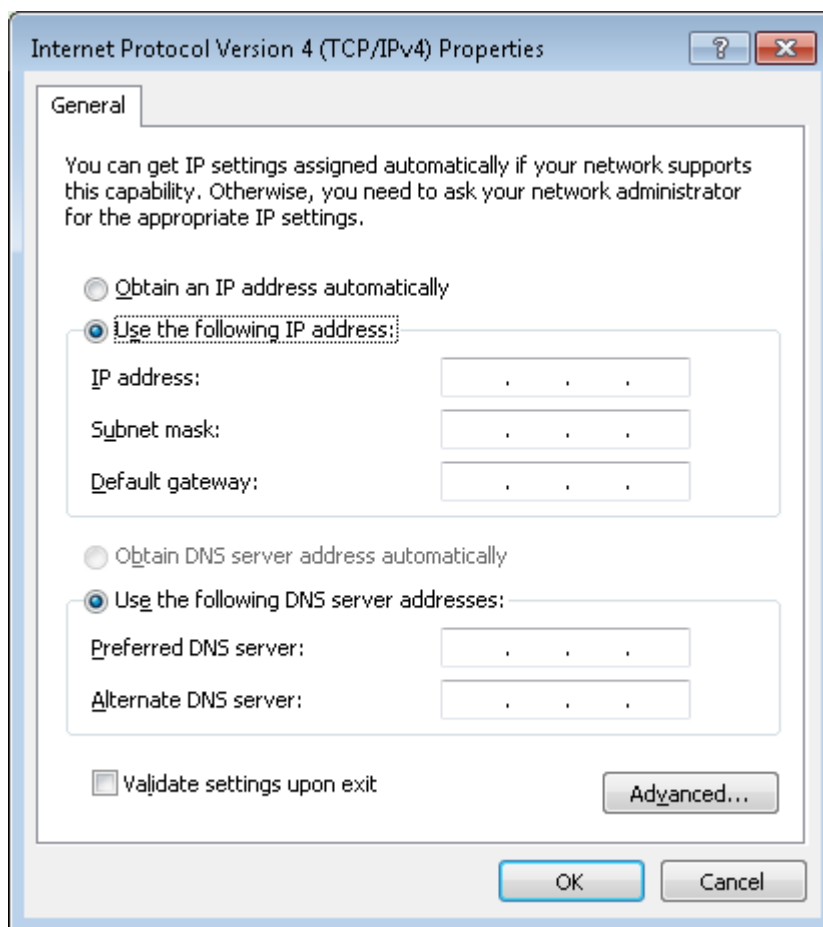 Internet Protocol Version 4 (TCP/IPv4) Properties
?
General
You can get IP settings assigned automatically if your network supports
this capability. Otherwise, you need to ask your network administrator
for the appropriate IP settings.
Obtain an IP address automatically
Use the following IP address:
IP address: . . .
Subnet mask: . . .
Default gateway: . . .
Obtain DNS server address automatically
Use the following DNS server addresses:
Preferred DNS server: . . .
Alternate DNS server: . . .
Validate settings upon exit
Advanced...
OK Cancel